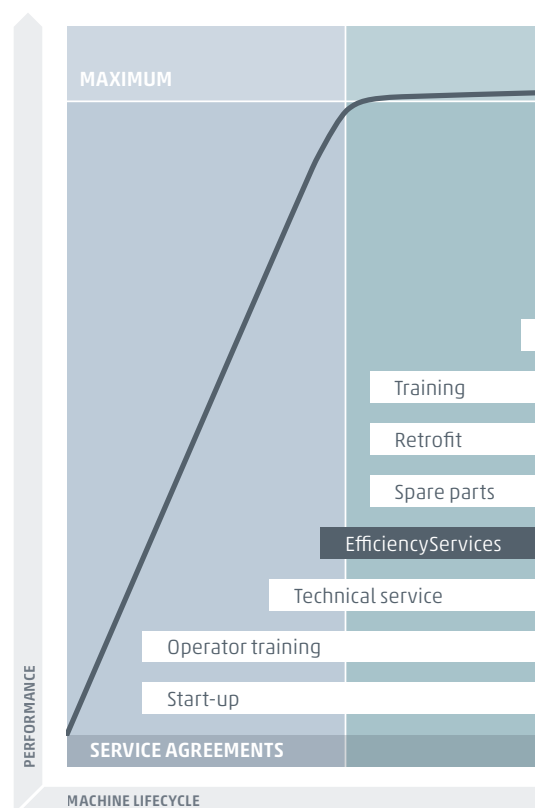 MAXIMUM
Training
Retrofit
Spare parts
EfficiencyServices
Technical service
Operator training
Start-up
SERVICE AGREEMENTS
PERFORMANCE
MACHINE LIFECYCLE